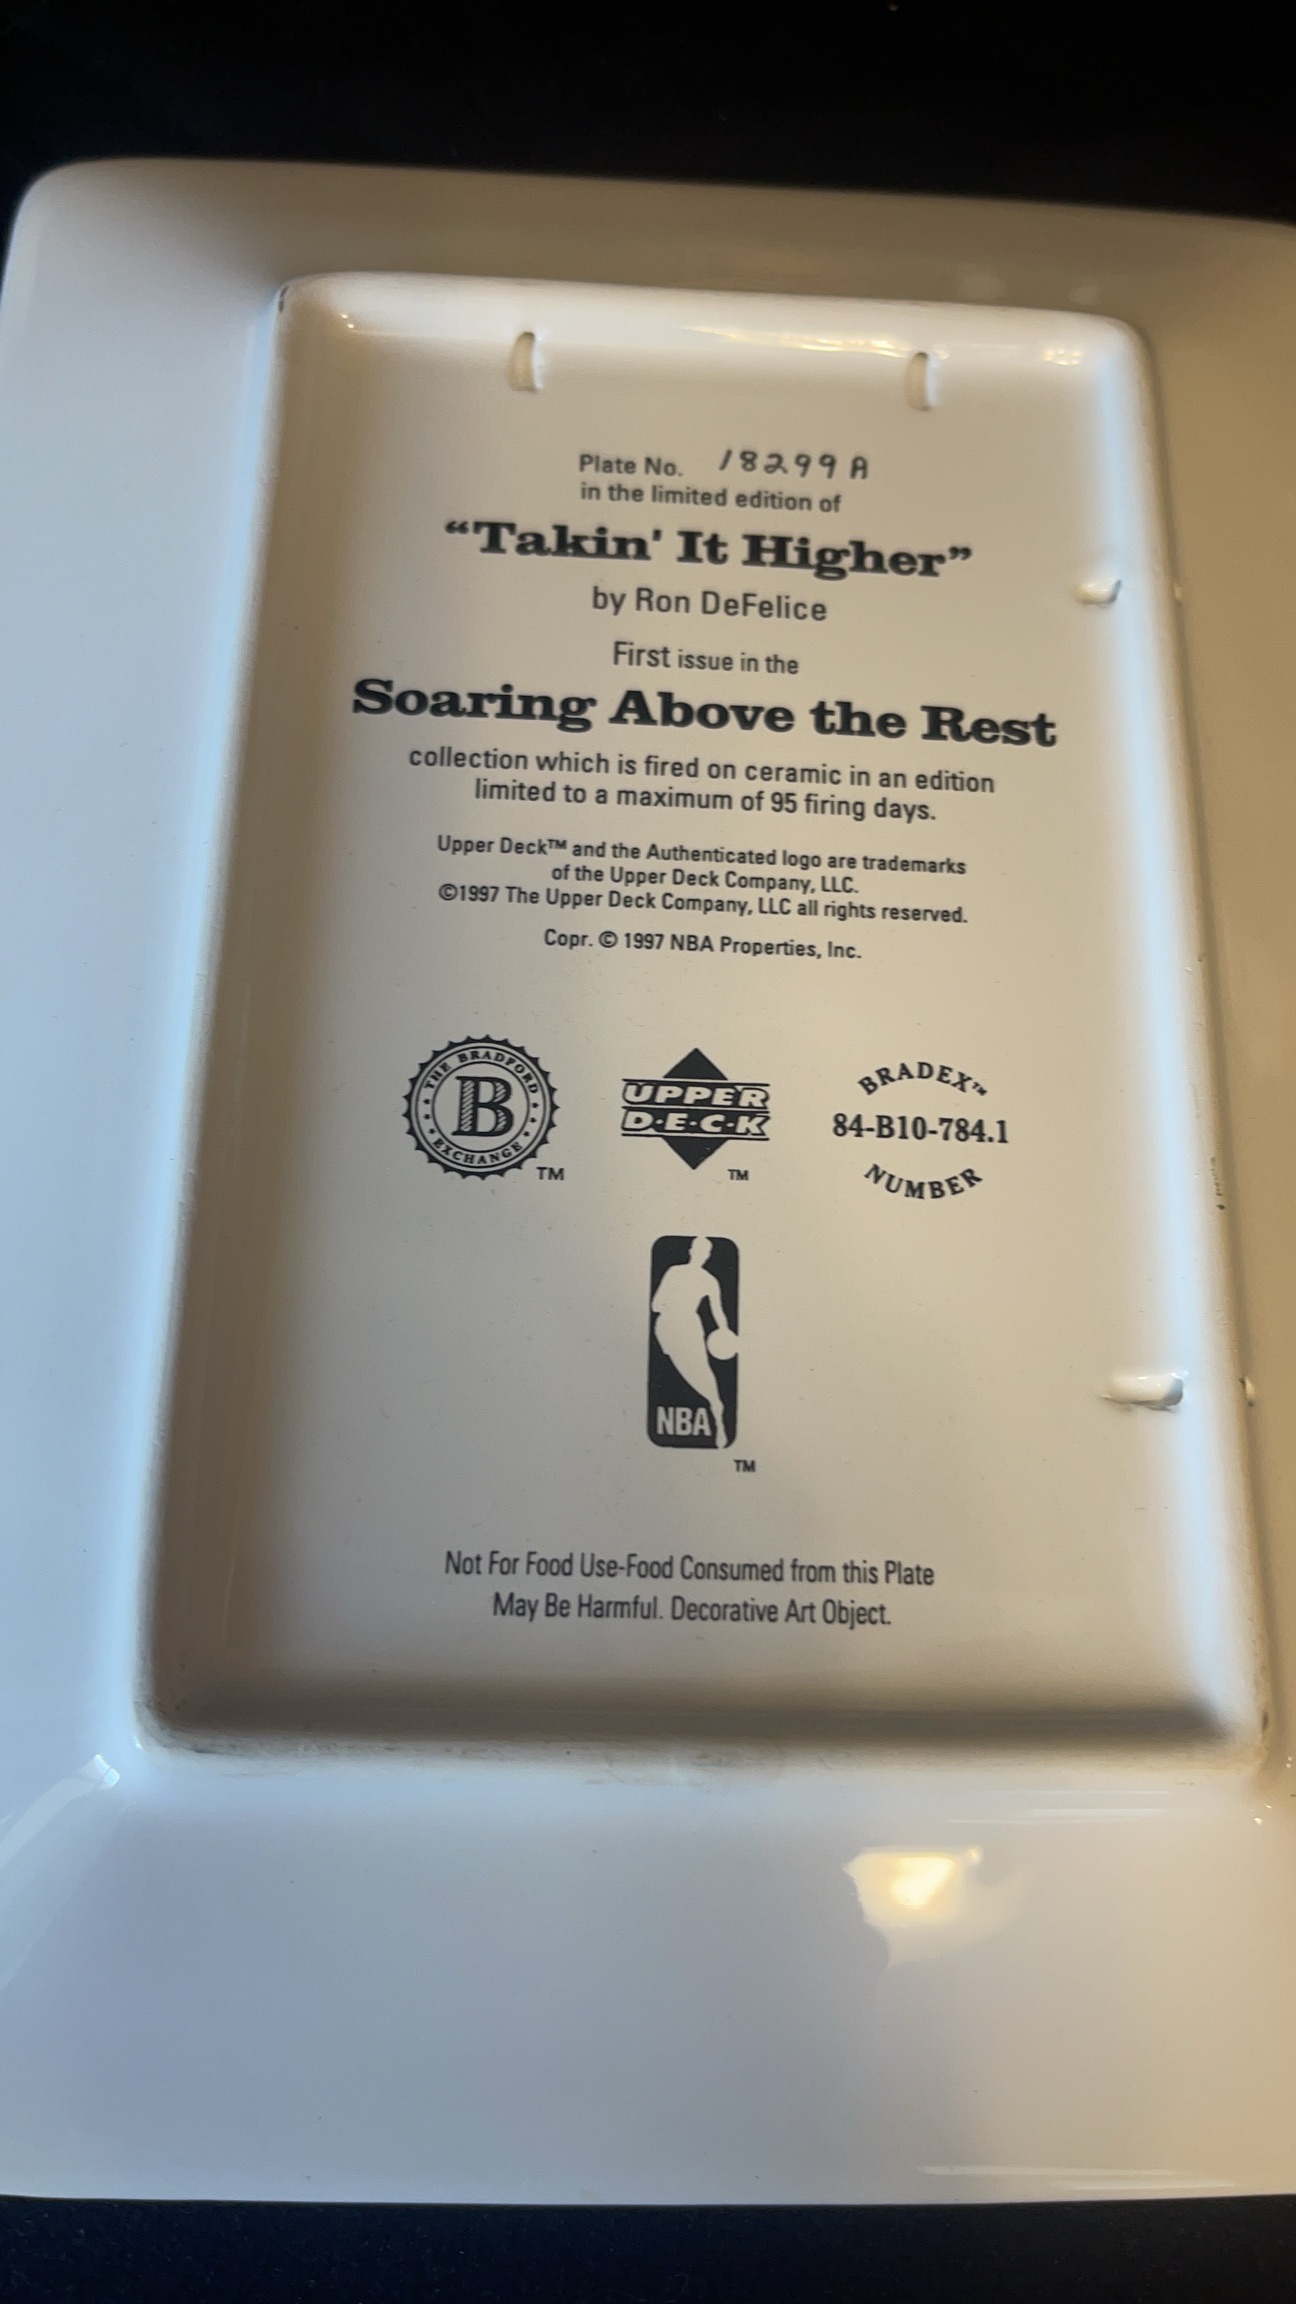 Plate No. 18299A
in the limited edition of
“Takin' It Higher”
by Ron DeFelice
First issue in the
Soaring Above the Rest
collection which is fired on ceramic in an edition
limited to a maximum of 95 firing days.
Upper Deck™ and the Authenticated logo are trademarks
of the Upper Deck Company, LLC.
©1997 The Upper Deck Company, LLC all rights reserved.
Copr. © 1997 NBA Properties, Inc.
THE BRADFORD
B
EXCHANGE
TM
UPPER
D·E·C·K
TM
BRADEX™
84-B10-784.1
NUMBER
NBA
TM
Not For Food Use-Food Consumed from this Plate
May Be Harmful. Decorative Art Object.